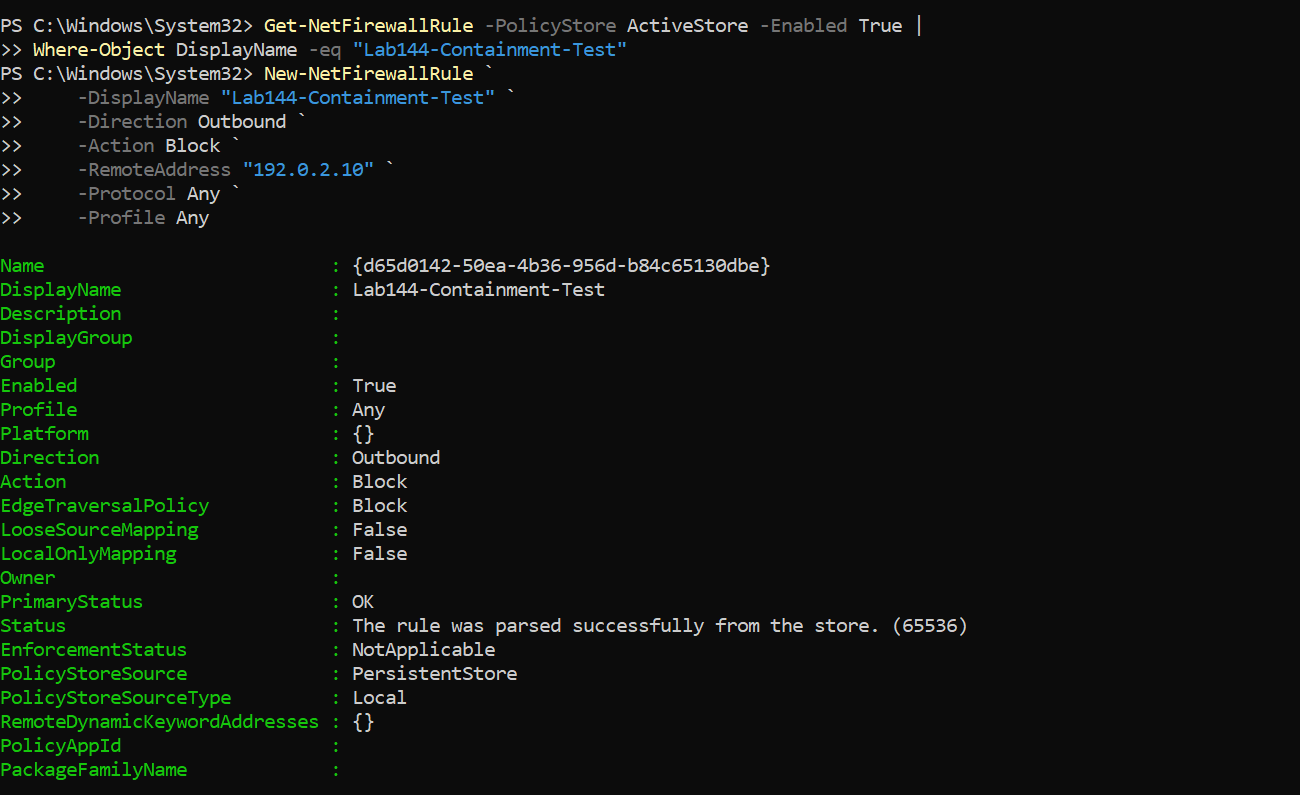 PS C:\Windows\System32> Get-NetFirewallRule -PolicyStore ActiveStore -Enabled True |
>> Where-Object DisplayName -eq "Lab144-Containment-Test"
PS C:\Windows\System32> New-NetFirewallRule `
>>     -DisplayName "Lab144-Containment-Test" `
>>     -Direction Outbound `
>>     -Action Block `
>>     -RemoteAddress "192.0.2.10" `
>>     -Protocol Any `
>>     -Profile Any

Name                          : {d65d0142-50ea-4b36-956d-b84c65130dbe}
DisplayName                   : Lab144-Containment-Test
Description                   :
DisplayGroup                  :
Group                         :
Enabled                       : True
Profile                       : Any
Platform                      : {}
Direction                     : Outbound
Action                        : Block
EdgeTraversalPolicy           : Block
LooseSourceMapping            : False
LocalOnlyMapping              : False
Owner                         :
PrimaryStatus                 : OK
Status                        : The rule was parsed successfully from the store. (65536)
EnforcementStatus             : NotApplicable
PolicyStoreSource             : PersistentStore
PolicyStoreSourceType         : Local
RemoteDynamicKeywordAddresses : {}
PolicyAppId                   :
PackageFamilyName             :